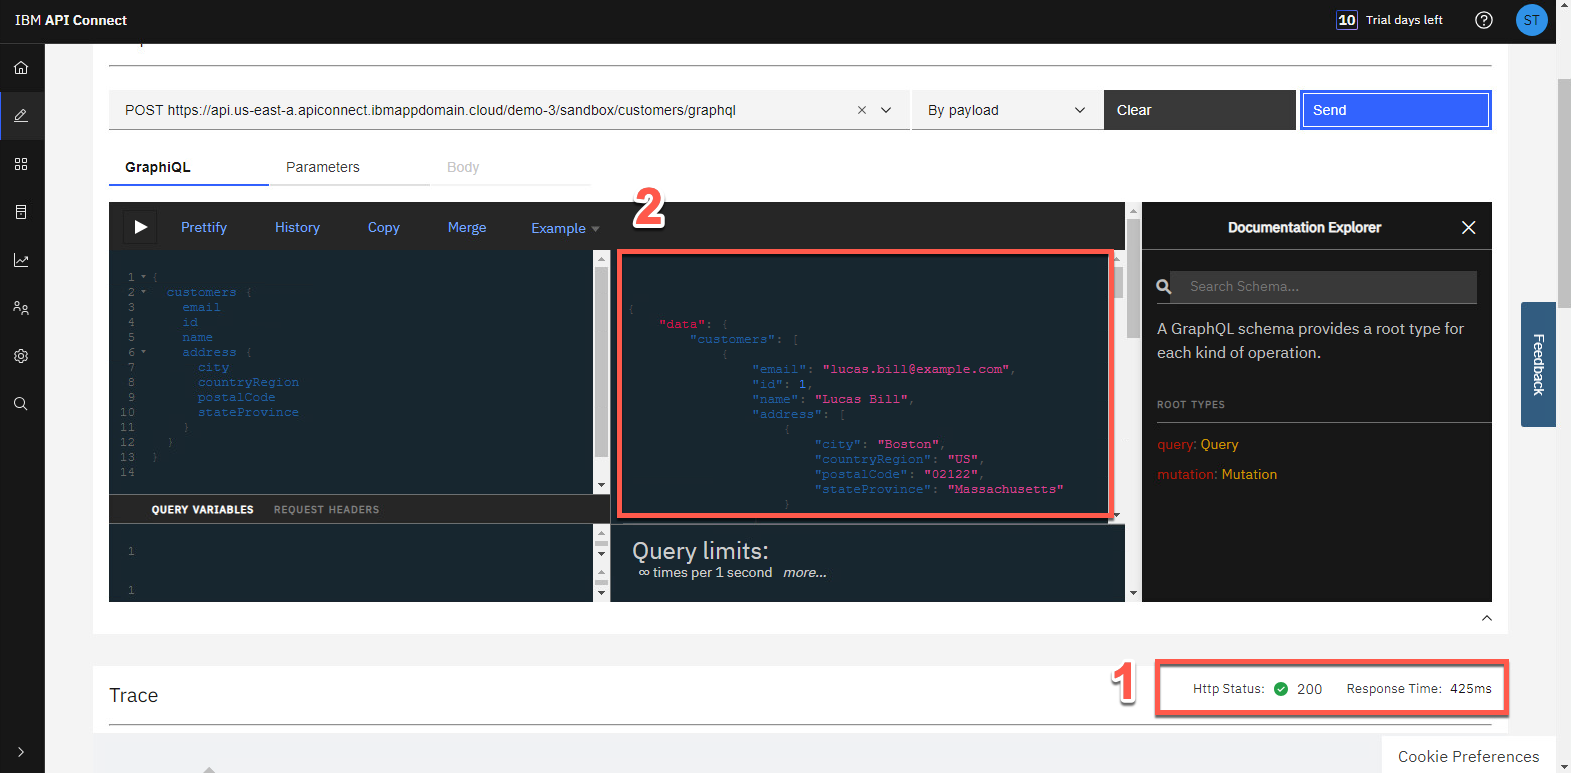 IBM API Connect
10 Trial days left
ST
POST https://api.us-east-a.apiconnect.ibmappdomain.cloud/demo-3/sandbox/customers/graphql
By payload
Clear
Send
GraphiQL
Parameters
Body
2
Prettify
History
Copy
Merge
Example
1 {
2 customers {
3 email
4 id
5 name
6 address {
7 city
8 countryRegion
9 postalCode
10 stateProvince
11 }
12 }
13 }
14
QUERY VARIABLES
REQUEST HEADERS
1
1
{
"data": {
"customers": [
{
"email": "lucas.bill@example.com",
"id": 1,
"name": "Lucas Bill",
"address": [
{
"city": "Boston",
"countryRegion": "US",
"postalCode": "02122",
"stateProvince": "Massachusetts"
}
Query limits:
∞ times per 1 second more...
Documentation Explorer
Search Schema...
A GraphQL schema provides a root type for
each kind of operation.
ROOT TYPES
query: Query
mutation: Mutation
Feedback
Trace
1
Http Status: 200 Response Time: 425ms
Cookie Preferences